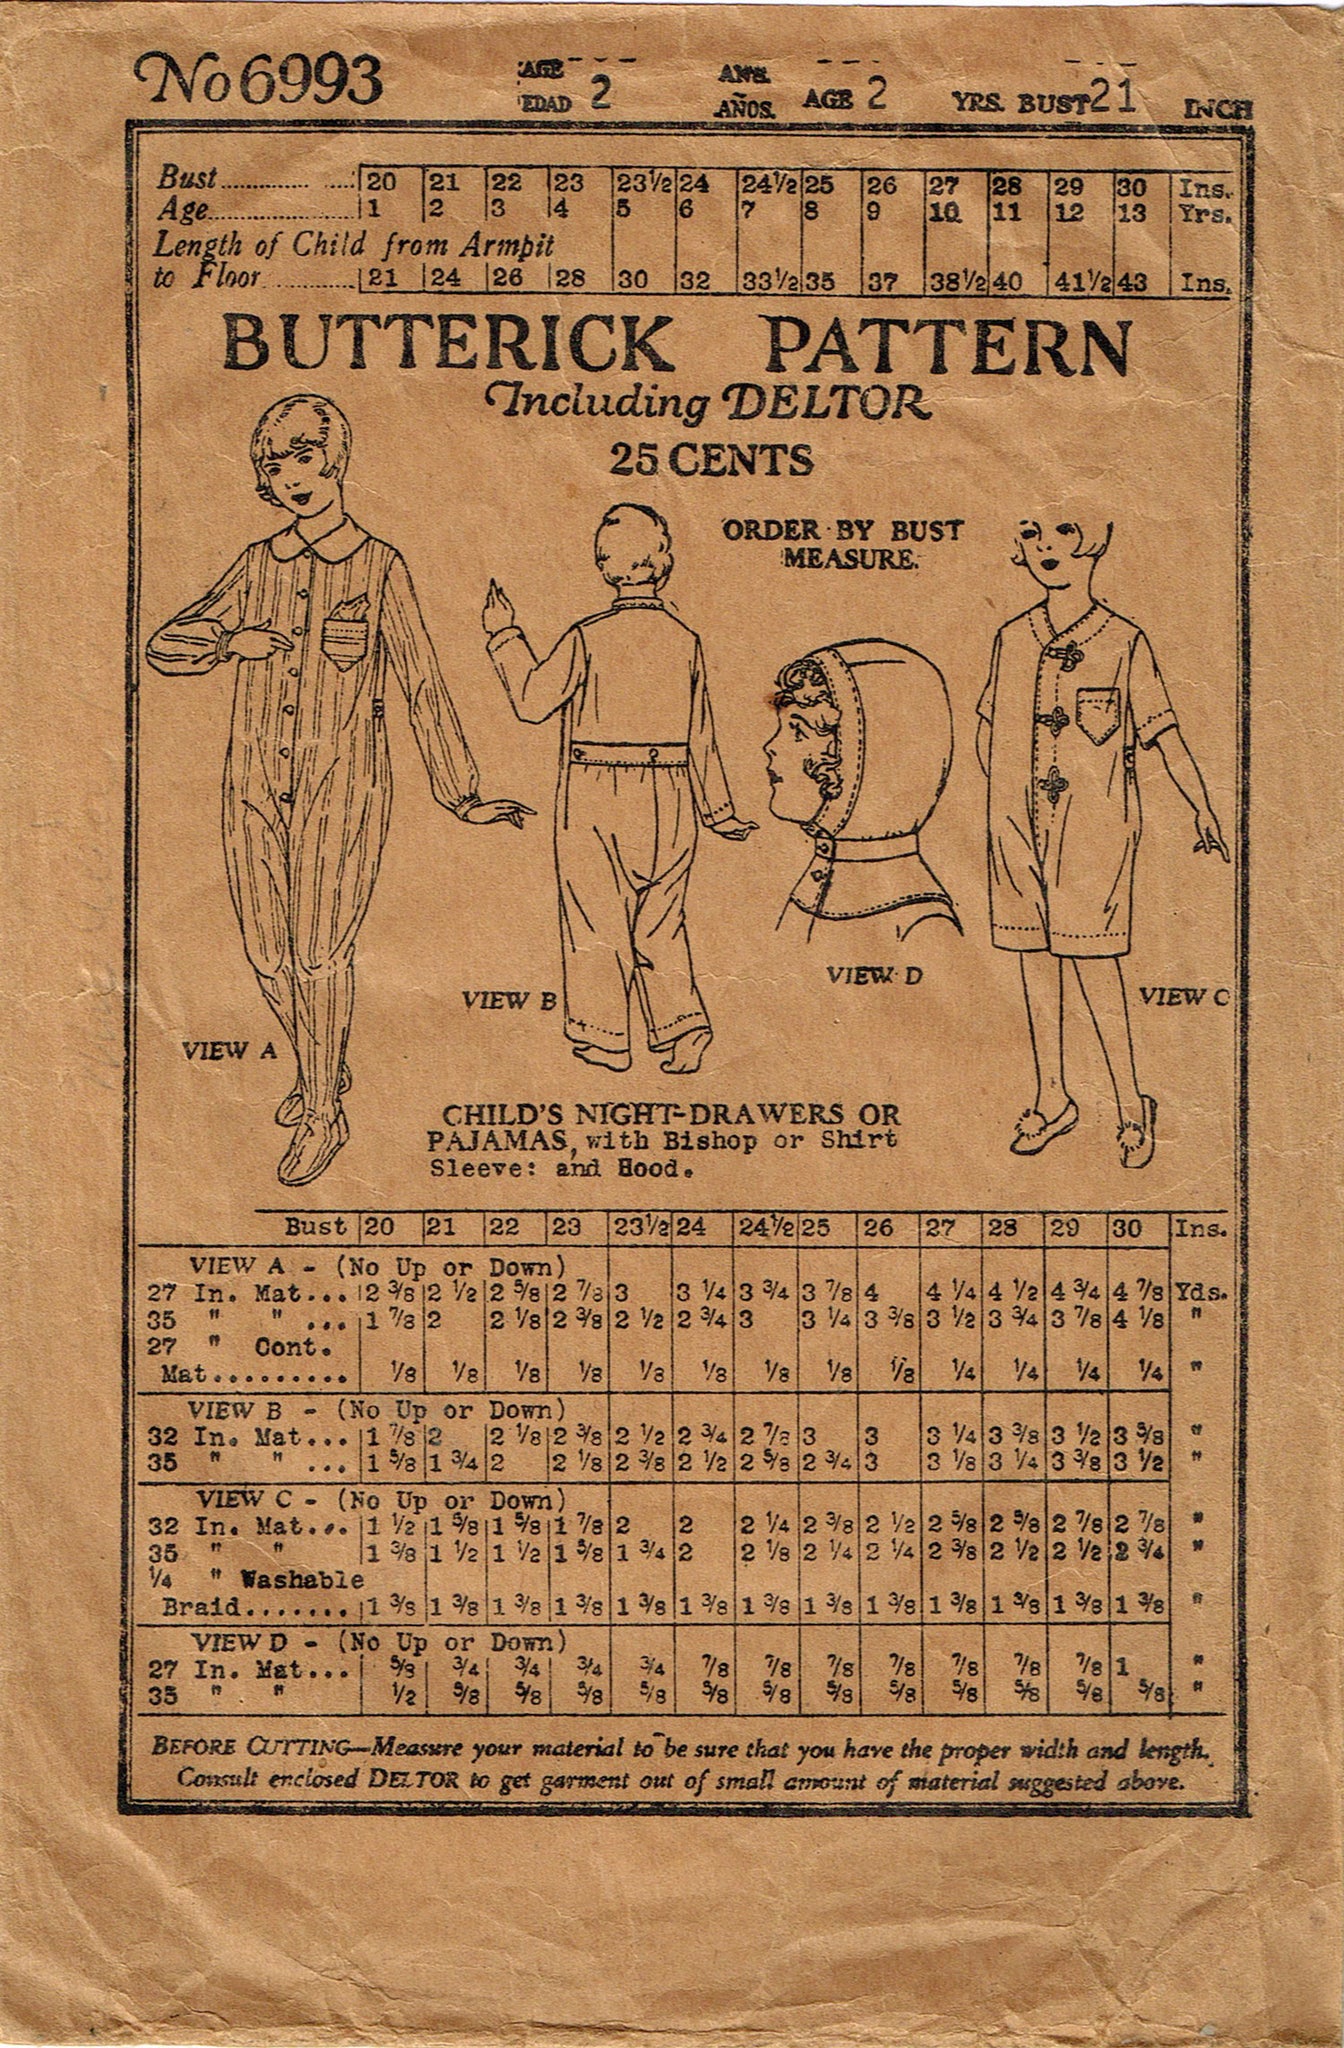 No 6993 AGE EDAD 2 ANS. AÑOS. AGE 2 YRS. BUST 21 INCH
Bust 20 21 22 23 23½ 24 24½ 25 26 27 28 29 30 Ins.
Age 1 2 3 4 5 6 7 8 9 10 11 12 13 Yrs.
Length of Child from Armpit
to Floor 21 24 26 28 30 32 33½ 35 37 38½ 40 41½ 43 Ins.
BUTTERICK PATTERN
Including DELTOR
25 CENTS
ORDER BY BUST
MEASURE.
VIEW A
VIEW B
VIEW D
VIEW C
CHILD'S NIGHT-DRAWERS OR
PAJAMAS, with Bishop or Shirt
Sleeve: and Hood.
Bust 20 21 22 23 23½ 24 24½ 25 26 27 28 29 30 Ins.
VIEW A - (No Up or Down)
27 In. Mat... 2 3/8 2 1/2 2 5/8 2 7/8 3 3 1/4 3 3/4 3 7/8 4 4 1/4 4 1/2 4 3/4 4 7/8 Yds.
35 " " ... 1 7/8 2 2 1/8 2 3/8 2 1/2 2 3/4 3 3 1/4 3 3/8 3 1/2 3 3/4 3 7/8 4 1/8 "
27 " Cont.
Mat......... 1/8 1/8 1/8 1/8 1/8 1/8 1/8 1/8 1/8 1/4 1/4 1/4 1/4 "
VIEW B - (No Up or Down)
32 In. Mat... 1 7/8 2 2 1/8 2 3/8 2 1/2 2 3/4 2 7/8 3 3 3 1/4 3 3/8 3 1/2 3 5/8 "
35 " " ... 1 5/8 1 3/4 2 2 1/8 2 3/8 2 1/2 2 5/8 2 3/4 3 3 1/8 3 1/4 3 3/8 3 1/2 "
VIEW C - (No Up or Down)
32 In. Mat... 1 1/2 1 5/8 1 5/8 1 7/8 2 2 2 1/4 2 3/8 2 1/2 2 5/8 2 5/8 2 7/8 2 7/8 "
35 " " 1 3/8 1 1/2 1 1/2 1 5/8 1 3/4 2 2 1/8 2 1/4 2 1/4 2 3/8 2 1/2 2 1/2 2 3/4 "
1/4 " Washable
Braid....... 1 3/8 1 3/8 1 3/8 1 3/8 1 3/8 1 3/8 1 3/8 1 3/8 1 3/8 1 3/8 1 3/8 1 3/8 1 3/8 "
VIEW D - (No Up or Down)
27 In. Mat... 5/8 3/4 3/4 3/4 3/4 7/8 7/8 7/8 7/8 7/8 7/8 7/8 1 "
35 " " 1/2 5/8 5/8 5/8 5/8 5/8 5/8 5/8 5/8 5/8 5/8 5/8 5/8 "
BEFORE CUTTING—Measure your material to be sure that you have the proper width and length.
Consult enclosed DELTOR to get garment out of small amount of material suggested above.